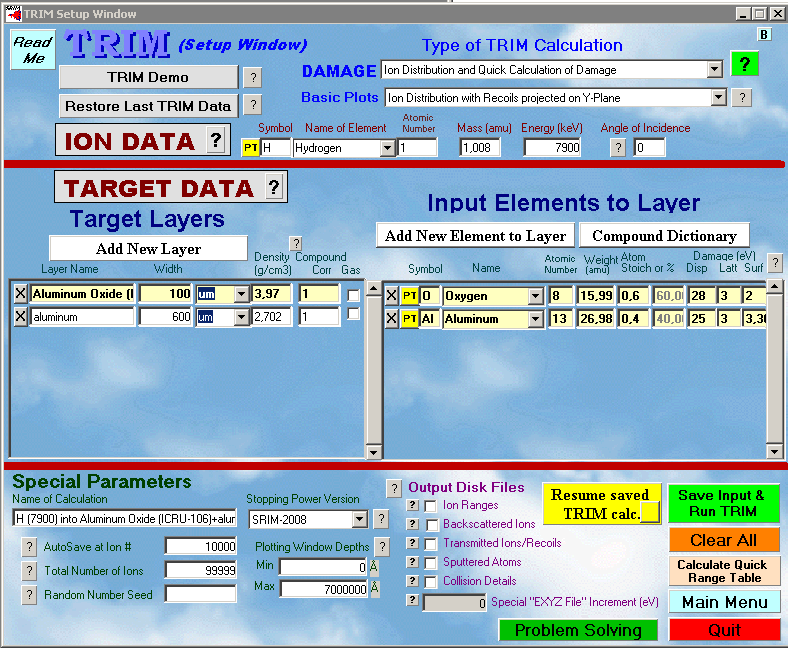 TRIM Setup Window
Read Me
TRIM (Setup Window)
B
Type of TRIM Calculation
TRIM Demo ?
DAMAGE Ion Distribution and Quick Calculation of Damage ?
Restore Last TRIM Data ?
Basic Plots Ion Distribution with Recoils projected on Y-Plane ?
Symbol Name of Element Atomic Number Mass (amu) Energy (keV) Angle of Incidence
ION DATA ? PT H Hydrogen 1 1,008 7900 ? 0
TARGET DATA ?
Target Layers
Input Elements to Layer
Add New Layer ?
Add New Element to Layer Compound Dictionary
Layer Name Width Density (g/cm3) Compound Corr Gas
Symbol Name Atomic Number Weight (amu) Atom Stoich or % Damage (eV) Disp Latt Surf ?
X Aluminum Oxide (I 100 um 3,97 1
X aluminum 600 um 2,702 1
X PT O Oxygen 8 15,99 0,6 60,0 28 3 2
X PT Al Aluminum 13 26,98 0,4 40,0 25 3 3,36
Special Parameters
Name of Calculation
H (7900) into Aluminum Oxide (ICRU-106)+alur
Stopping Power Version ?
SRIM-2008 ?
? AutoSave at Ion # 10000
? Total Number of Ions 99999
? Random Number Seed
Plotting Window Depths ?
Min 0 Å
Max 7000000 Å
Output Disk Files
? Ion Ranges
? Backscattered Ions
? Transmitted Ions/Recoils
? Sputtered Atoms
? Collision Details
? 0 Special "EXYZ File" Increment (eV)
Resume saved
TRIM calc.
Save Input &
Run TRIM
Clear All
Calculate Quick
Range Table
Main Menu
Problem Solving
Quit